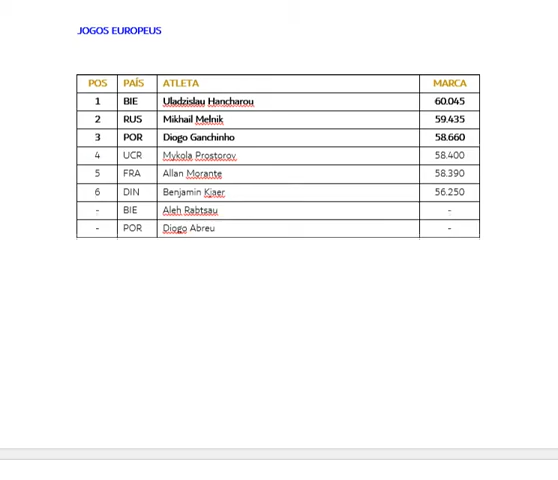 JOGOS EUROPEUS
POS PAÍS ATLETA MARCA
1 BIE Uladzislau Hancharou 60.045
2 RUS Mikhail Melnik 59.435
3 POR Diogo Ganchinho 58.660
4 UCR Mykola Prostorov 58.400
5 FRA Allan Morante 58.390
6 DIN Benjamin Kjaer 56.250
- BIE Aleh Rabtsau -
- POR Diogo Abreu -